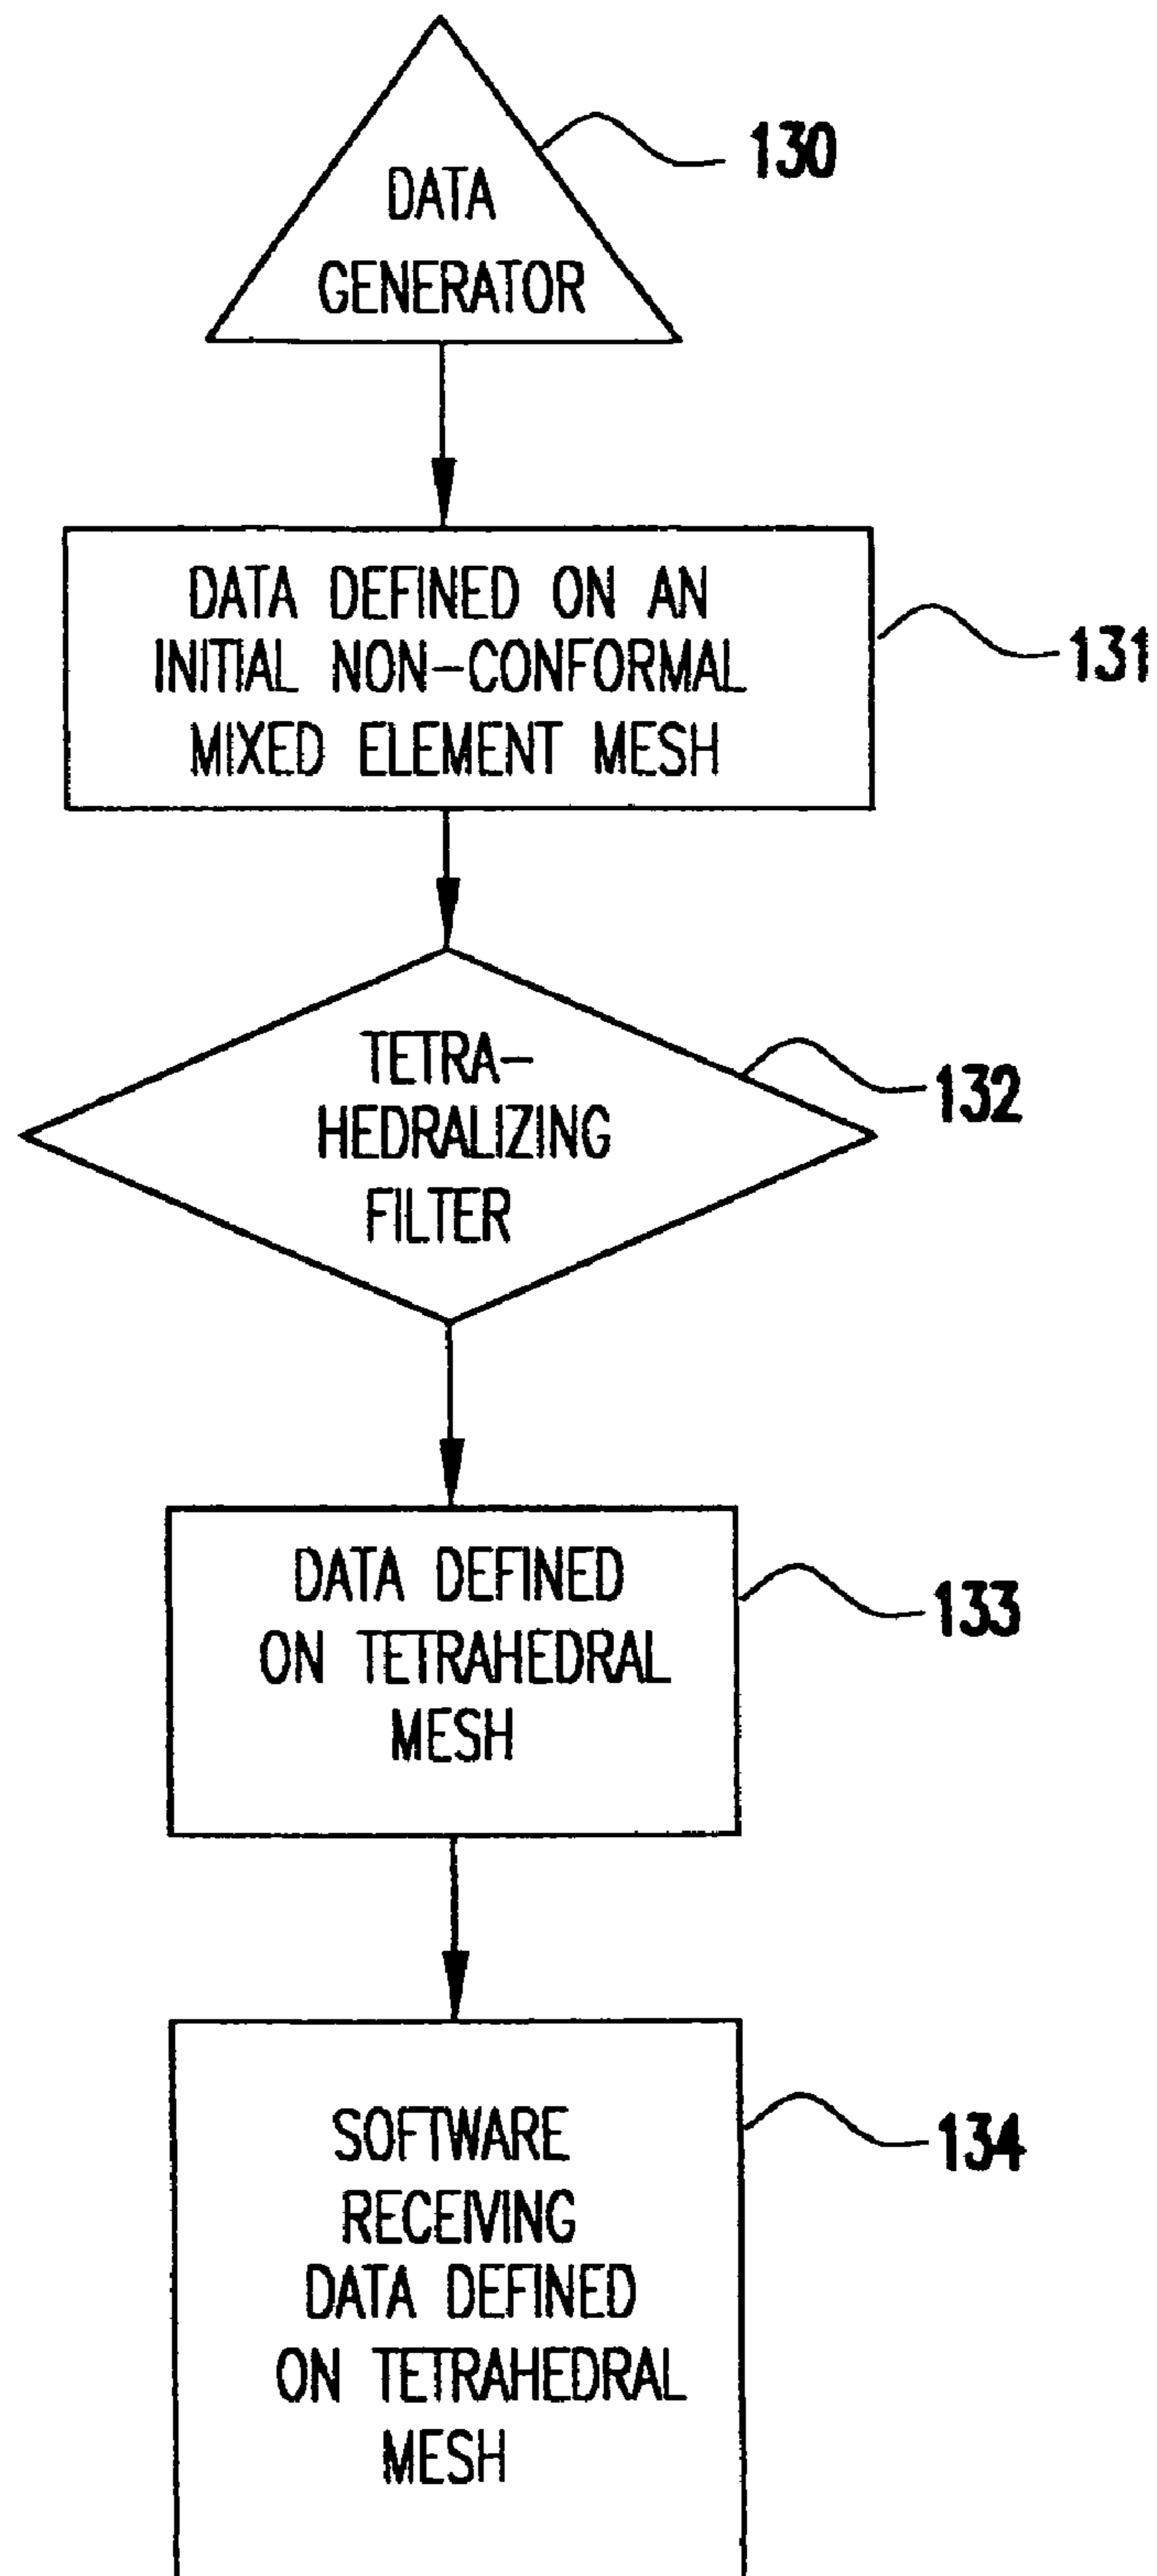 DATA
GENERATOR
130
DATA DEFINED ON AN
INITIAL NON-CONFORMAL
MIXED ELEMENT MESH
131
TETRA-
HEDRALIZING
FILTER
132
DATA DEFINED
ON TETRAHEDRAL
MESH
133
SOFTWARE
RECEIVING
DATA DEFINED
ON TETRAHEDRAL
MESH
134